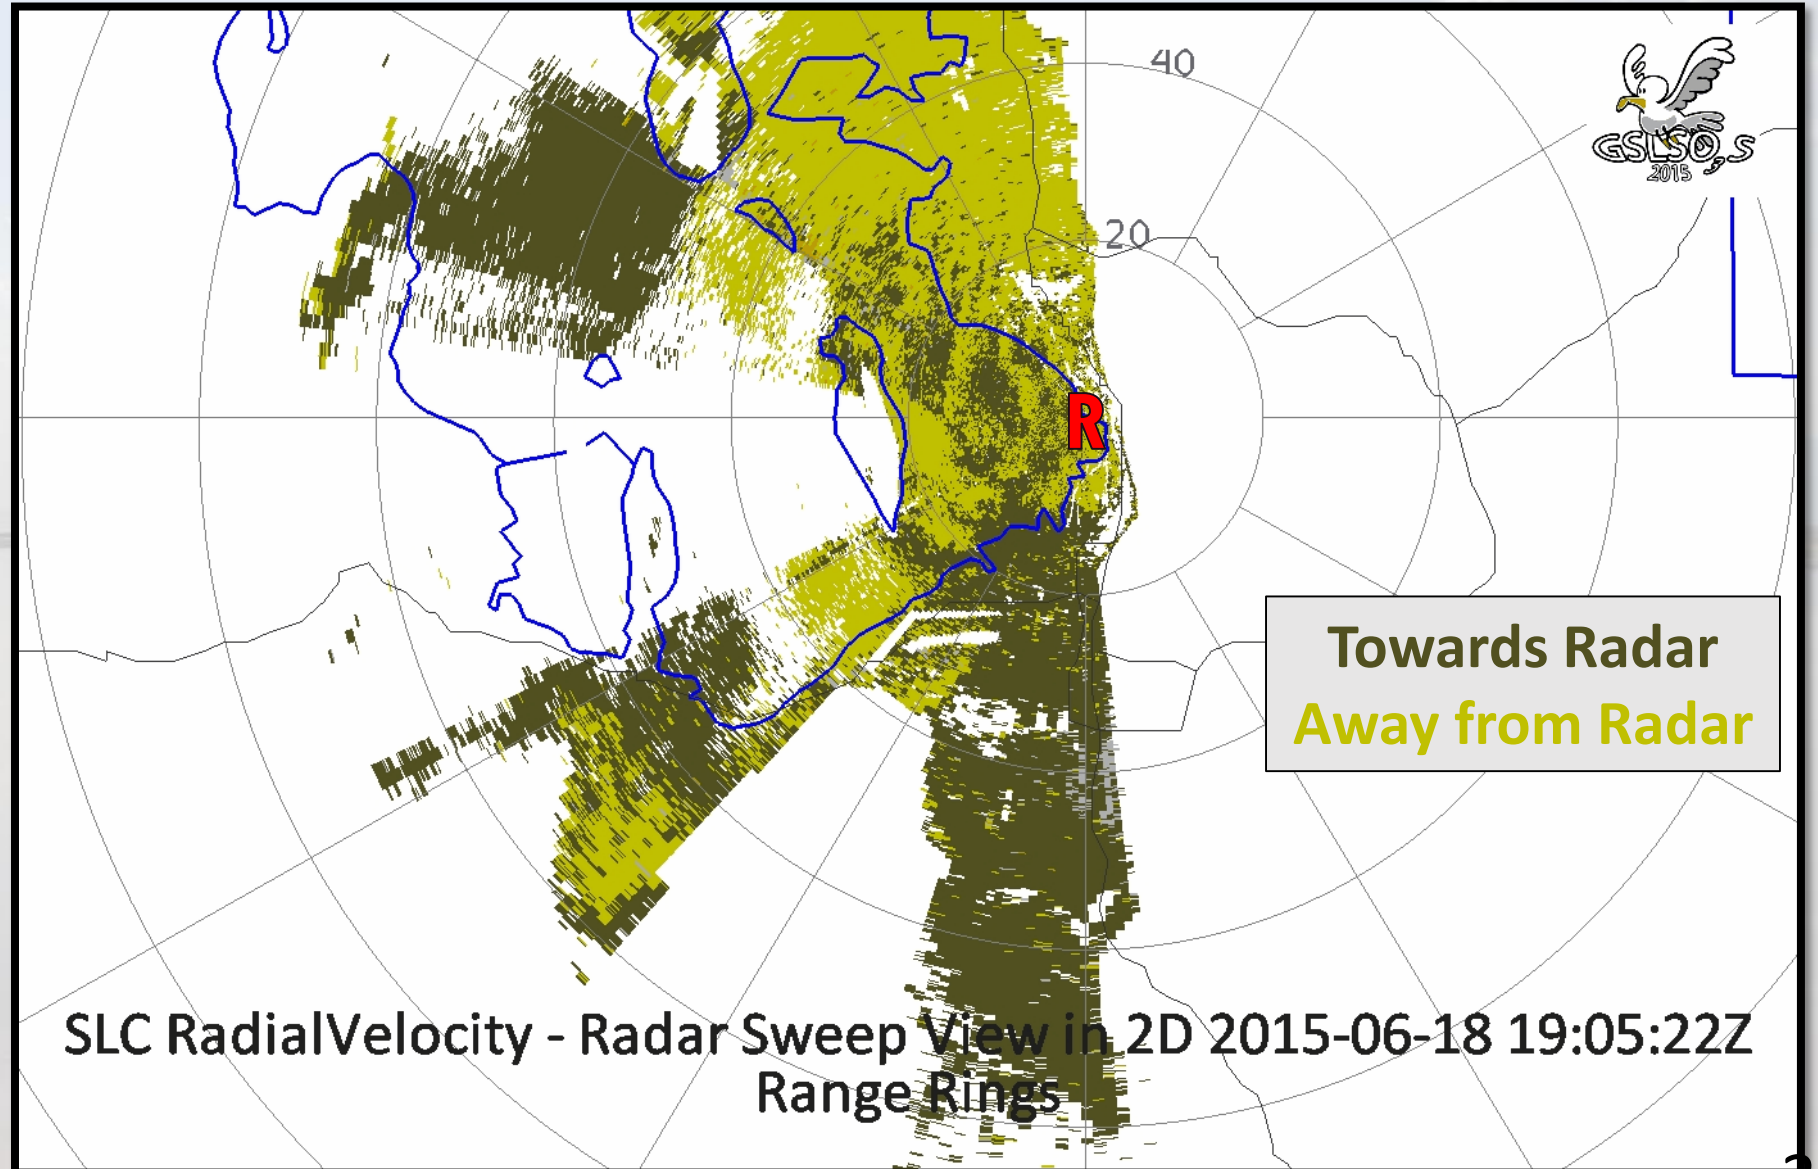 40
GSLSO₃S
2015
20
R
Towards Radar
Away from Radar
SLC RadialVelocity - Radar Sweep View in 2D 2015-06-18 19:05:22Z
Range Rings